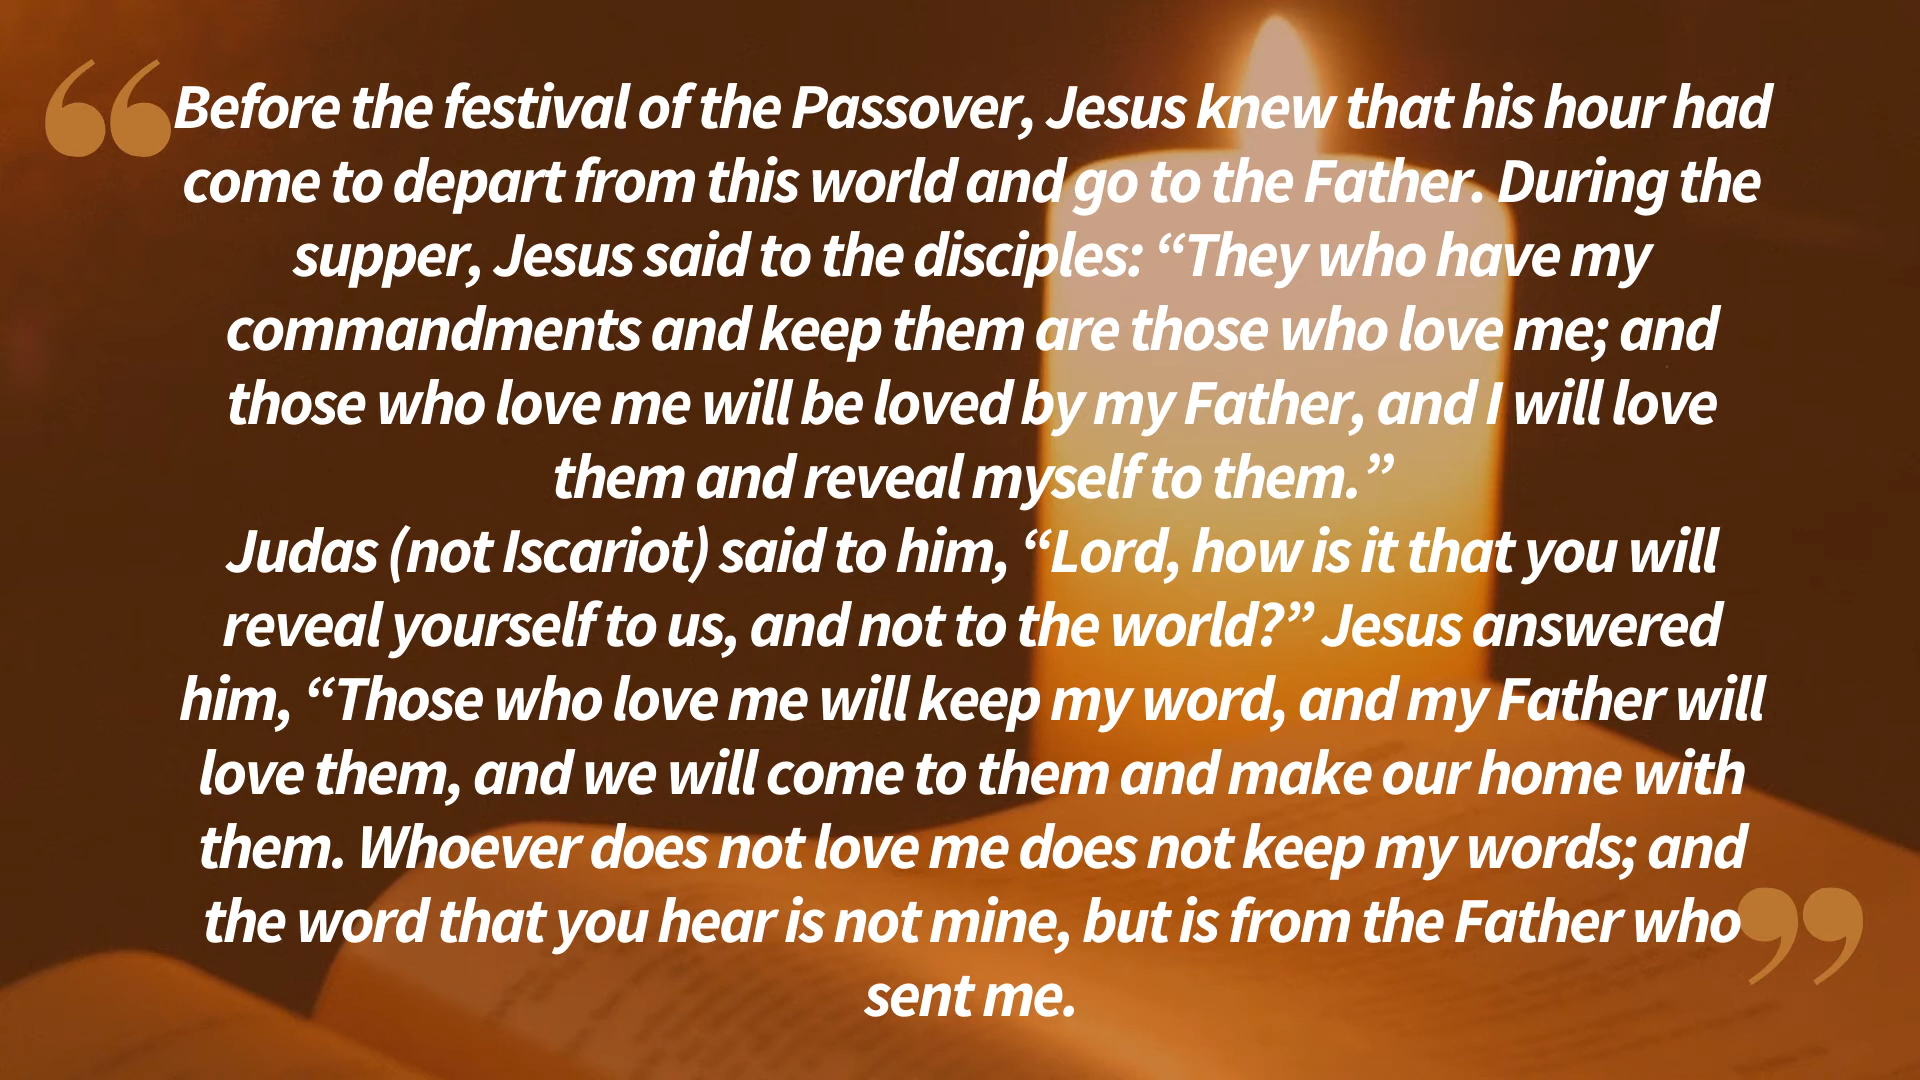 Before the festival of the Passover, Jesus knew that his hour had
come to depart from this world and go to the Father. During the
supper, Jesus said to the disciples: “They who have my
commandments and keep them are those who love me; and
those who love me will be loved by my Father, and I will love
them and reveal myself to them.”
Judas (not Iscariot) said to him, “Lord, how is it that you will
reveal yourself to us, and not to the world?” Jesus answered
him, “Those who love me will keep my word, and my Father will
love them, and we will come to them and make our home with
them. Whoever does not love me does not keep my words; and
the word that you hear is not mine, but is from the Father who
sent me.